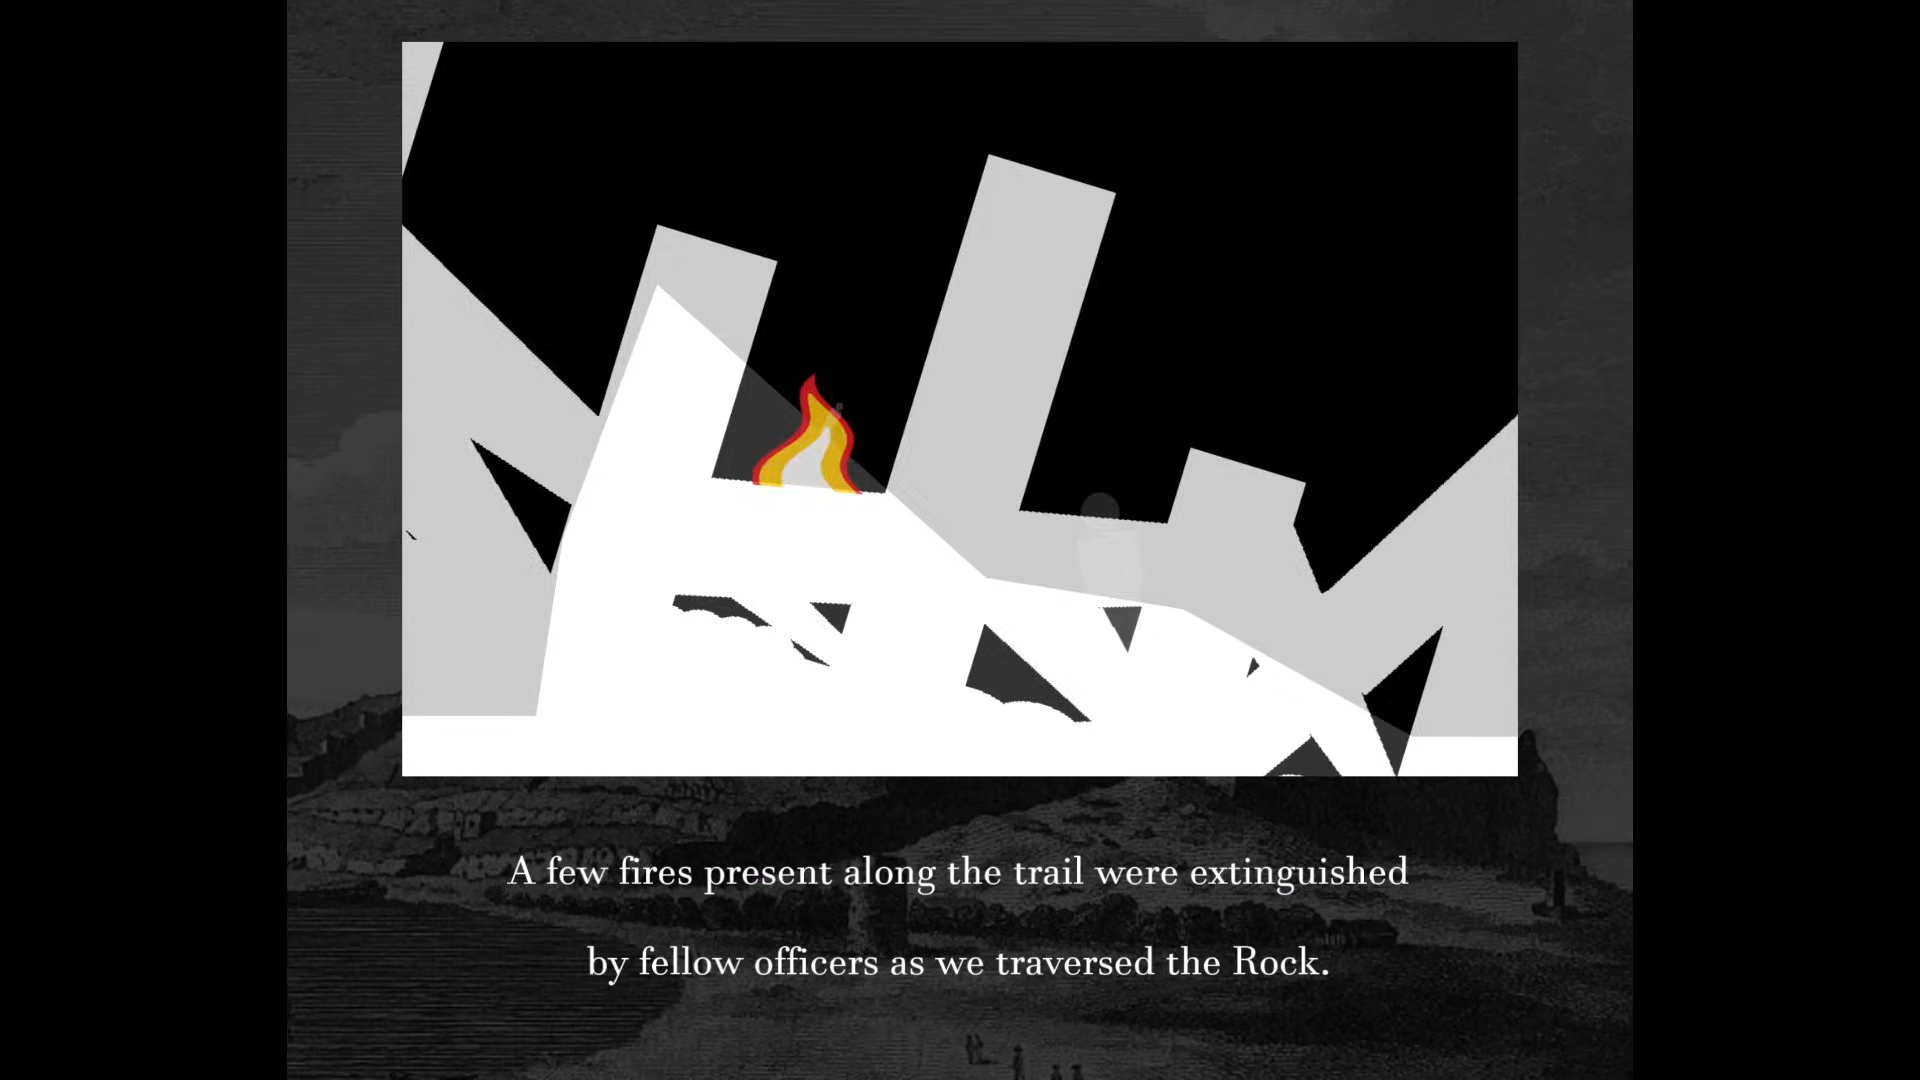 A few fires present along the trail were extinguished
by fellow officers as we traversed the Rock.